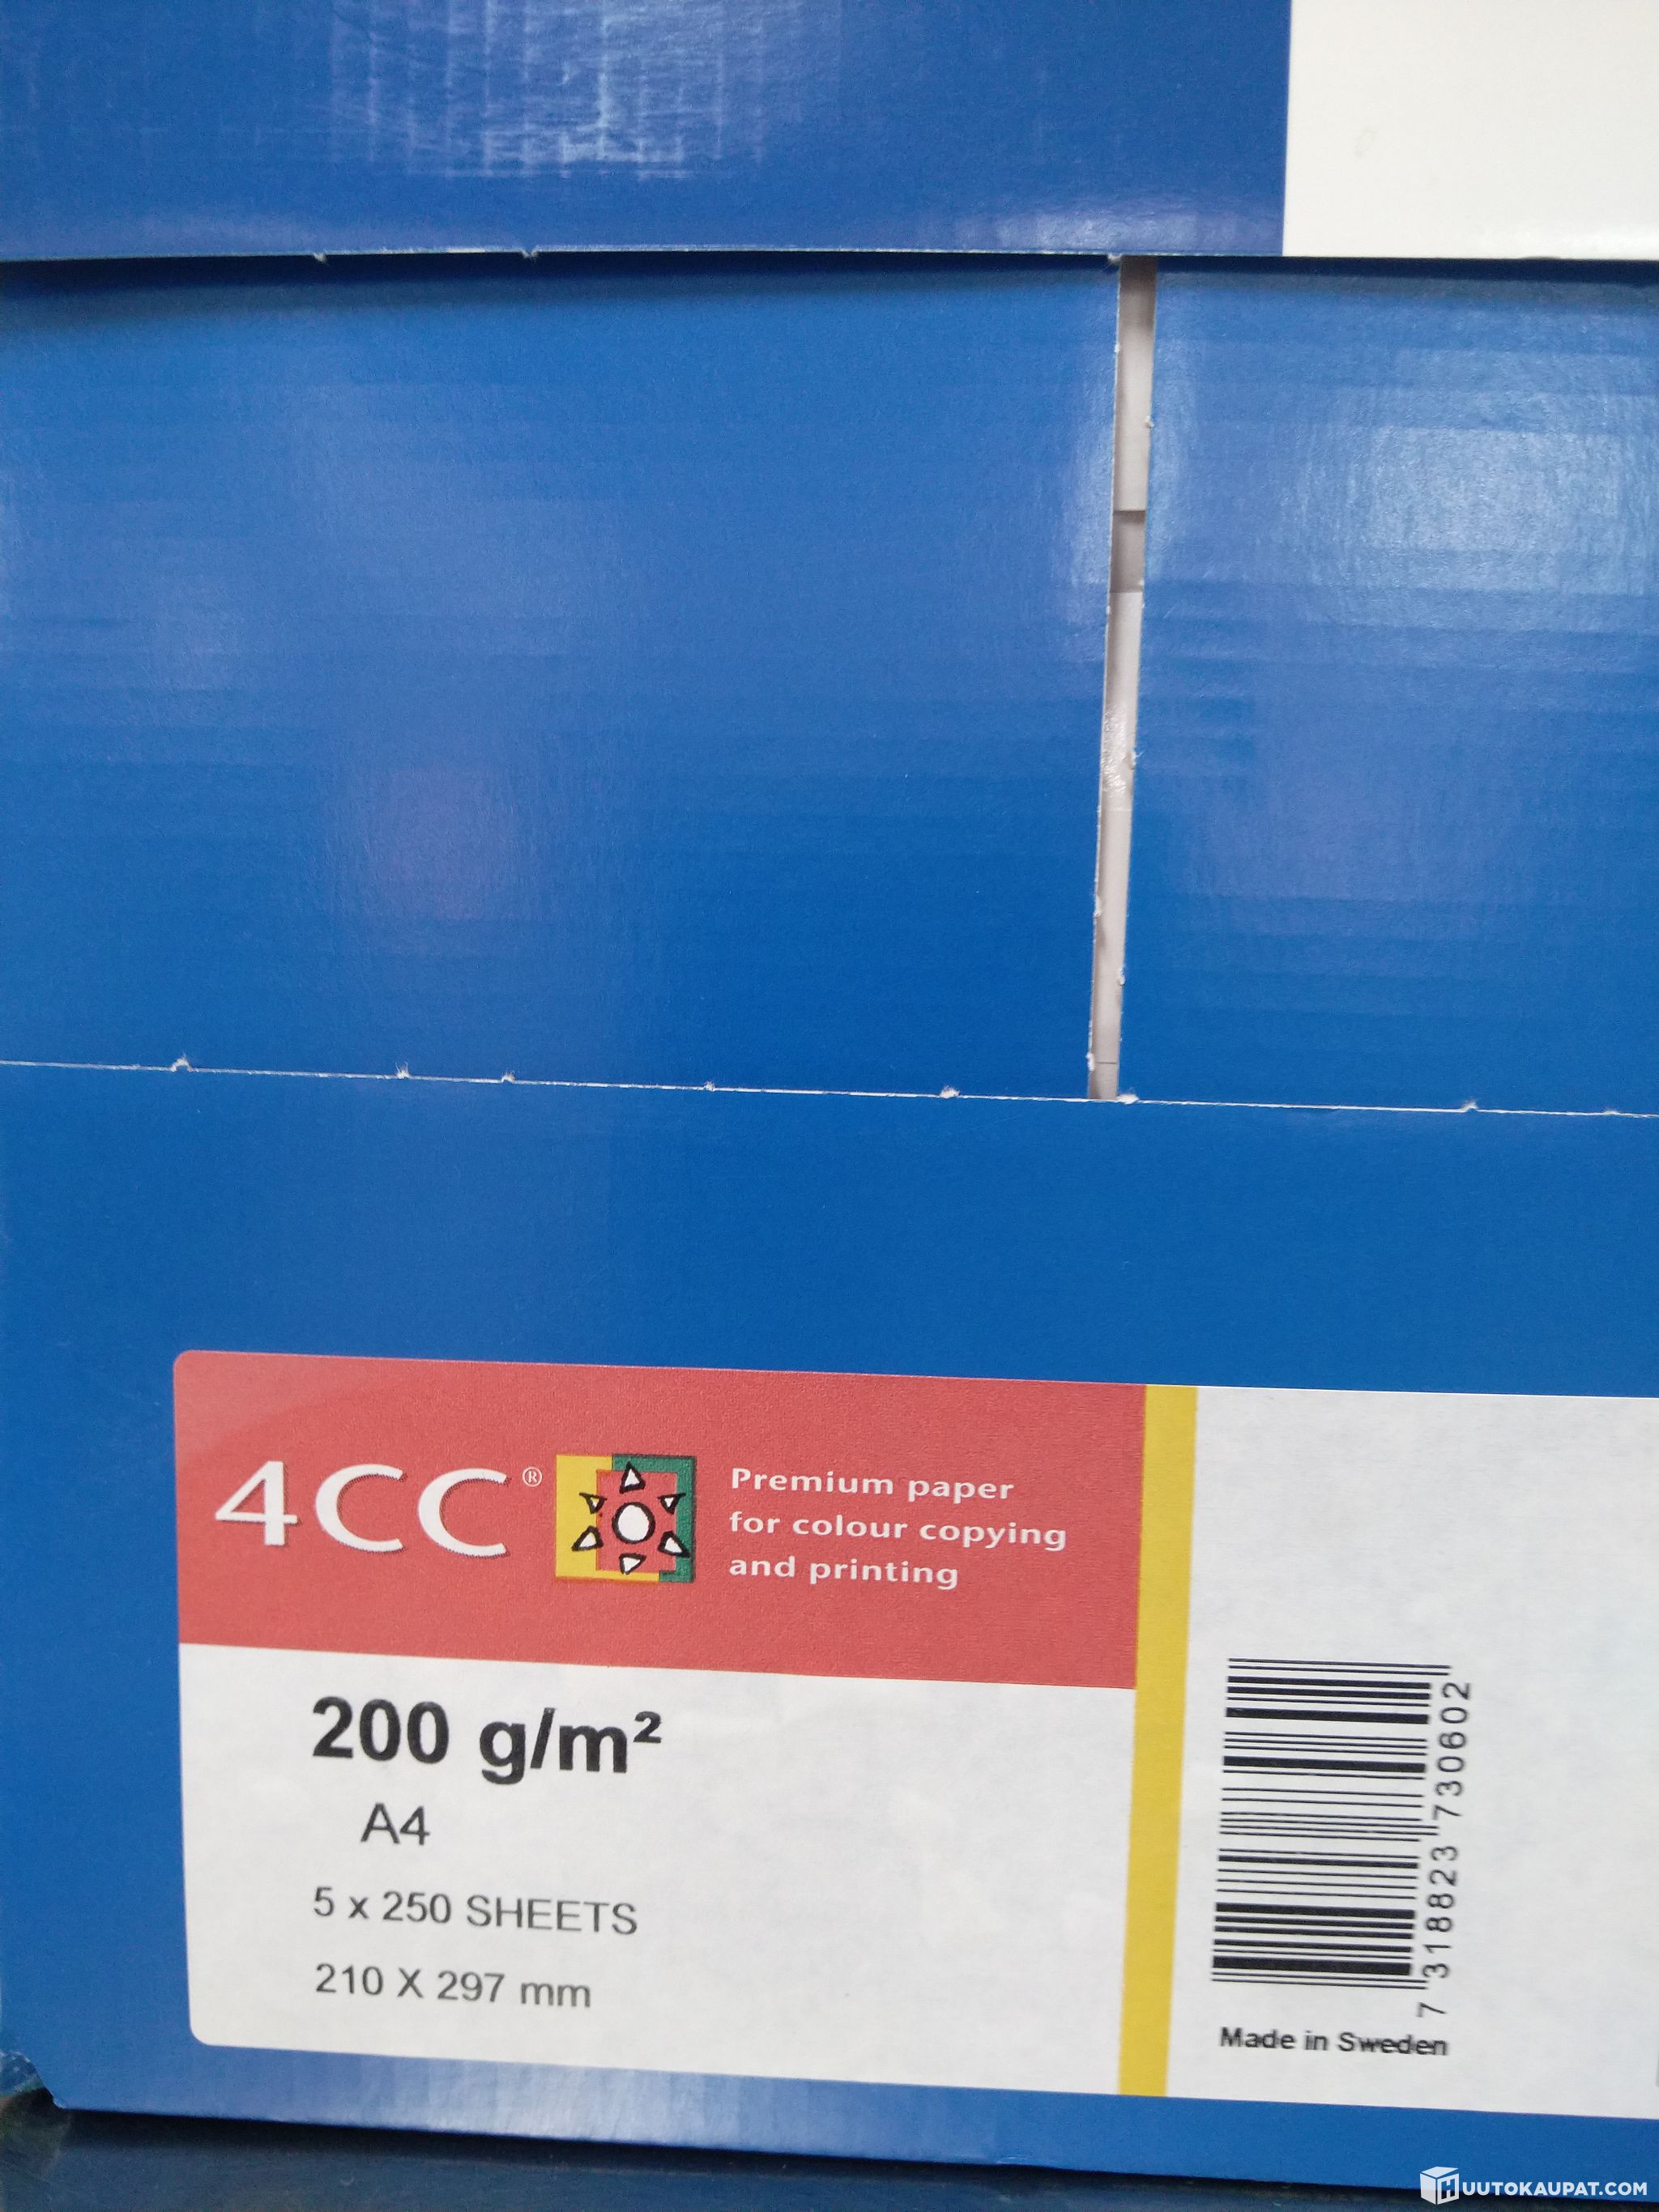 4CC®
Premium paper
for colour copying
and printing
200 g/m²
A4
5 x 250 SHEETS
210 X 297 mm
7 318823 730602
Made in Sweden
HUUTOKAUPAT.COM